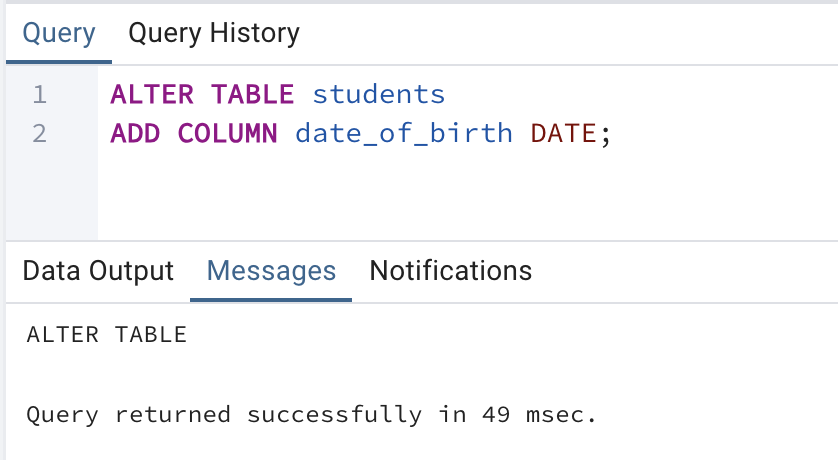 Query Query History
1 ALTER TABLE students
2 ADD COLUMN date_of_birth DATE;
Data Output Messages Notifications
ALTER TABLE
Query returned successfully in 49 msec.